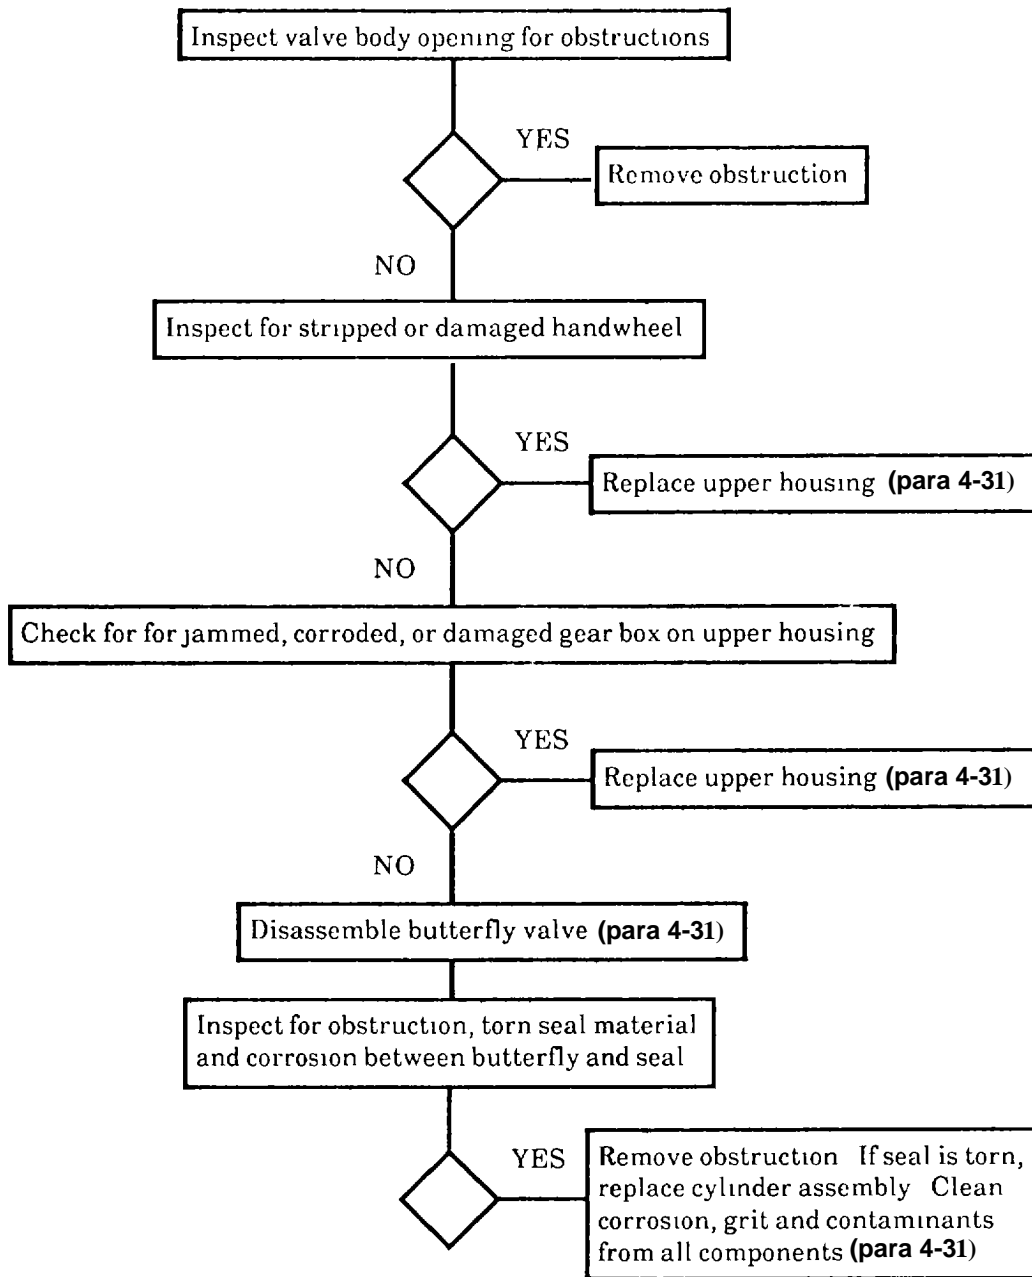 Inspect valve body opening for obstructions
YES
Remove obstruction
NO
Inspect for stripped or damaged handwheel
YES
Replace upper housing (para 4-31)
NO
Check for for jammed, corroded, or damaged gear box on upper housing
YES
Replace upper housing (para 4-31)
NO
Disassemble butterfly valve (para 4-31)
Inspect for obstruction, torn seal material
and corrosion between butterfly and seal
YES
Remove obstruction If seal is torn,
replace cylinder assembly Clean
corrosion, grit and contaminants
from all components (para 4-31)